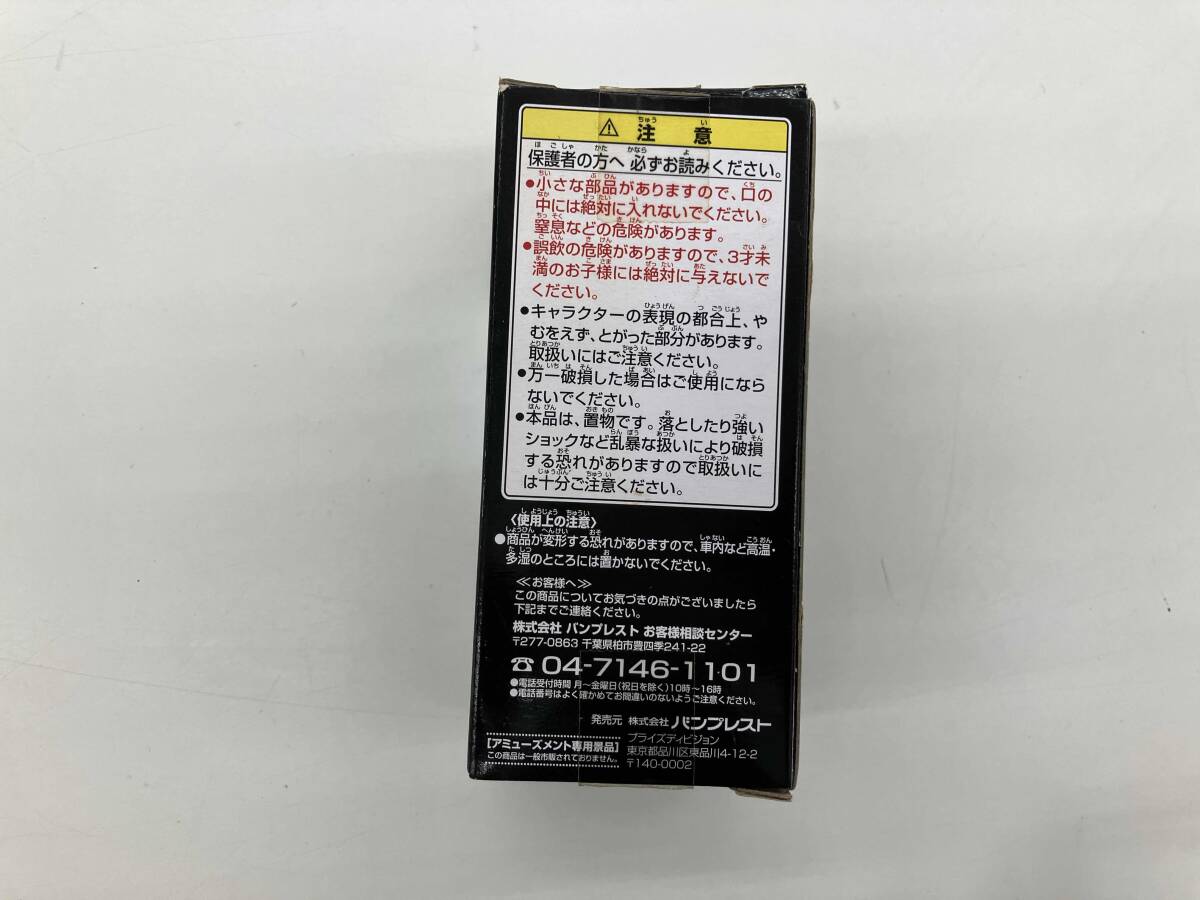 ⚠ 注意
保護者の方へ 必ずお読みください。
●小さな部品がありますので、口の
中には絶対に入れないでください。
窒息などの危険があります。
●誤飲の危険がありますので、3才未
満のお子様には絶対に与えないで
ください。
●キャラクターの表現の都合上、や
むをえず、とがった部分があります。
取扱いにはご注意ください。
●万一破損した場合はご使用になら
ないでください。
●本品は、置物です。落としたり強い
ショックなど乱暴な扱いにより破損
する恐れがありますので取扱いに
は十分ご注意ください。
〈使用上の注意〉
●商品が変形する恐れがありますので、車内など高温・
多湿のところには置かないでください。
≪お客様へ≫
この商品についてお気づきの点がございましたら
下記までご連絡ください。
株式会社 バンプレスト お客様相談センター
〒277-0863 千葉県柏市豊四季241-22
☎ 04-7146-1101
●電話受付時間 月〜金曜日(祝日を除く)10時〜16時
●電話番号はよく確かめてお間違いのないようご注意ください。
発売元 株式会社 バンプレスト
プライズディビジョン
東京都品川区東品川4-12-2
〒140-0002
[アミューズメント専用景品]
この商品は一般市販されておりません。